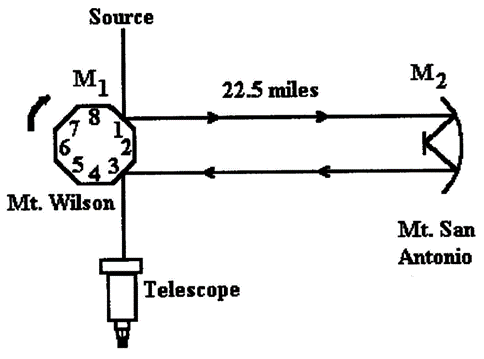 Source
M1
22.5 miles
M2
8
7 1
6 2
5 3
4
Mt. Wilson
Mt. San
Antonio
Telescope